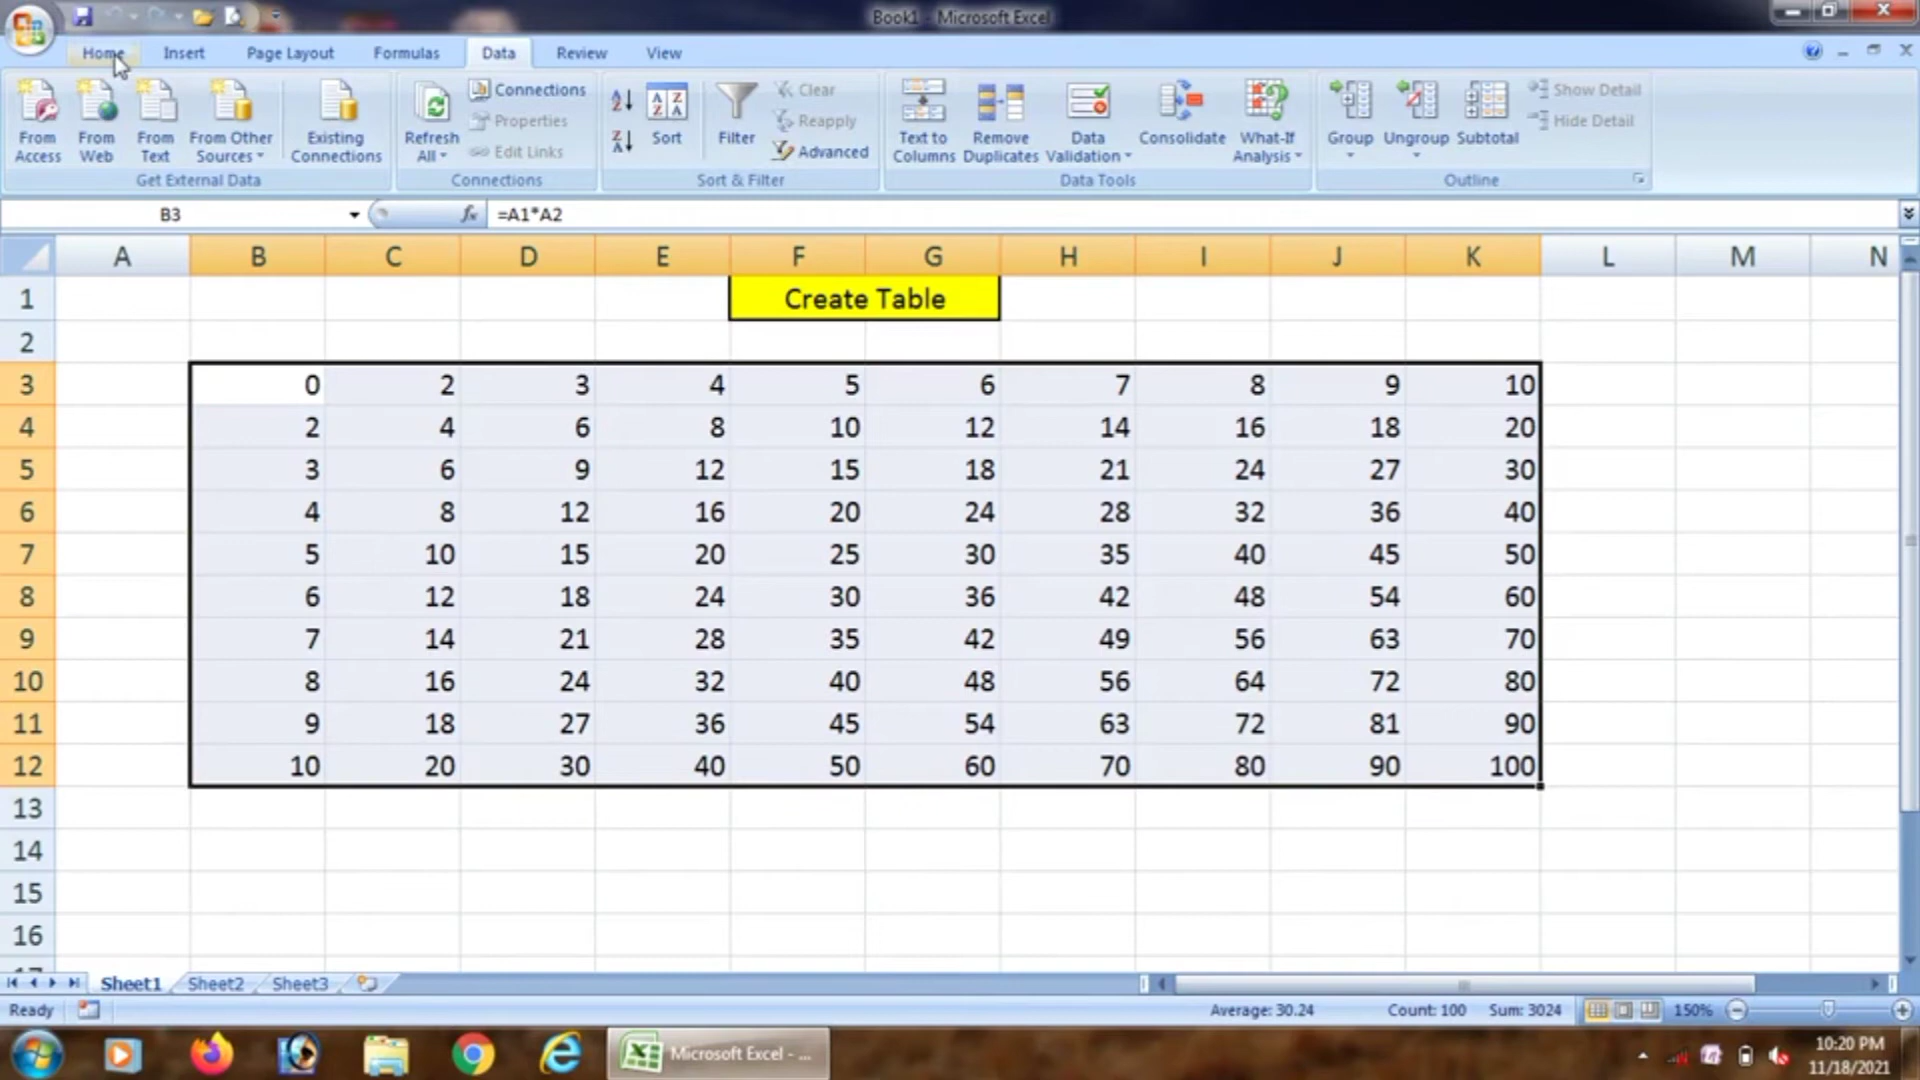 Book1 - Microsoft Excel
Home Insert Page Layout Formulas Data Review View
From Access
From Web
From Text
From Other Sources
Existing Connections
Get External Data
Refresh All
Connections
Properties
Edit Links
Connections
Sort
Filter
Clear
Reapply
Advanced
Sort & Filter
Text to Columns
Remove Duplicates
Data Validation
Consolidate
What-If Analysis
Data Tools
Group
Ungroup
Subtotal
Show Detail
Hide Detail
Outline
B3 fx =A1*A2
A B C D E F G H I J K L M N
1 Create Table
2
3 0 2 3 4 5 6 7 8 9 10
4 2 4 6 8 10 12 14 16 18 20
5 3 6 9 12 15 18 21 24 27 30
6 4 8 12 16 20 24 28 32 36 40
7 5 10 15 20 25 30 35 40 45 50
8 6 12 18 24 30 36 42 48 54 60
9 7 14 21 28 35 42 49 56 63 70
10 8 16 24 32 40 48 56 64 72 80
11 9 18 27 36 45 54 63 72 81 90
12 10 20 30 40 50 60 70 80 90 100
13
14
15
16
17
Sheet1 Sheet2 Sheet3
Ready Average: 30.24 Count: 100 Sum: 3024 150%
Microsoft Excel - ...
10:20 PM
11/18/2021